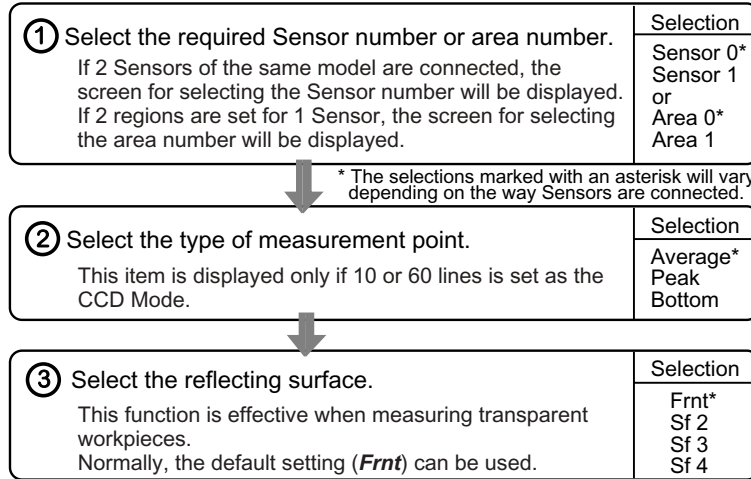 ① Select the required Sensor number or area number.
If 2 Sensors of the same model are connected, the
screen for selecting the Sensor number will be displayed.
If 2 regions are set for 1 Sensor, the screen for selecting
the area number will be displayed.
Selection
Sensor 0*
Sensor 1
or
Area 0*
Area 1
* The selections marked with an asterisk will vary
depending on the way Sensors are connected.
② Select the type of measurement point.
This item is displayed only if 10 or 60 lines is set as the
CCD Mode.
Selection
Average*
Peak
Bottom
③ Select the reflecting surface.
This function is effective when measuring transparent
workpieces.
Normally, the default setting (Frnt) can be used.
Selection
Frnt*
Sf 2
Sf 3
Sf 4